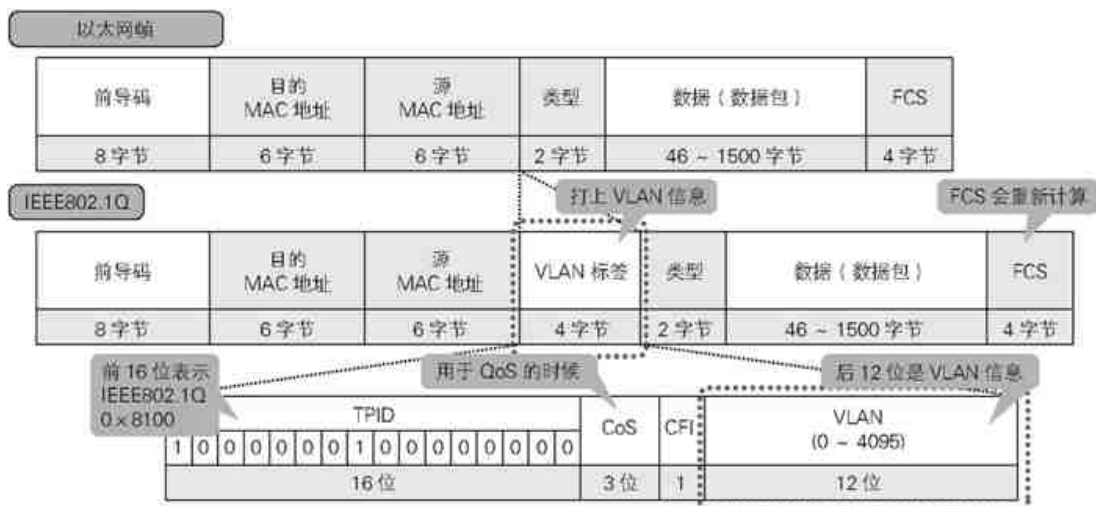 以太网帧
前导码
目的
MAC 地址
源
MAC 地址
类型
数据（数据包）
FCS
8 字节
6 字节
6 字节
2 字节
46 ~ 1500 字节
4 字节
IEEE802.1Q
打上 VLAN 信息
FCS 会重新计算
前导码
目的
MAC 地址
源
MAC 地址
VLAN 标签
类型
数据（数据包）
FCS
8 字节
6 字节
6 字节
4 字节
2 字节
46 ~ 1500 字节
4 字节
前 16 位表示
IEEE802.1Q
0×8100
用于 QoS 的时候
后 12 位是 VLAN 信息
TPID
CoS
CFI
VLAN
(0 ~ 4095)
1 0 0 0 0 0 0 1 0 0 0 0 0 0 0 0
16 位
3 位
1
12 位